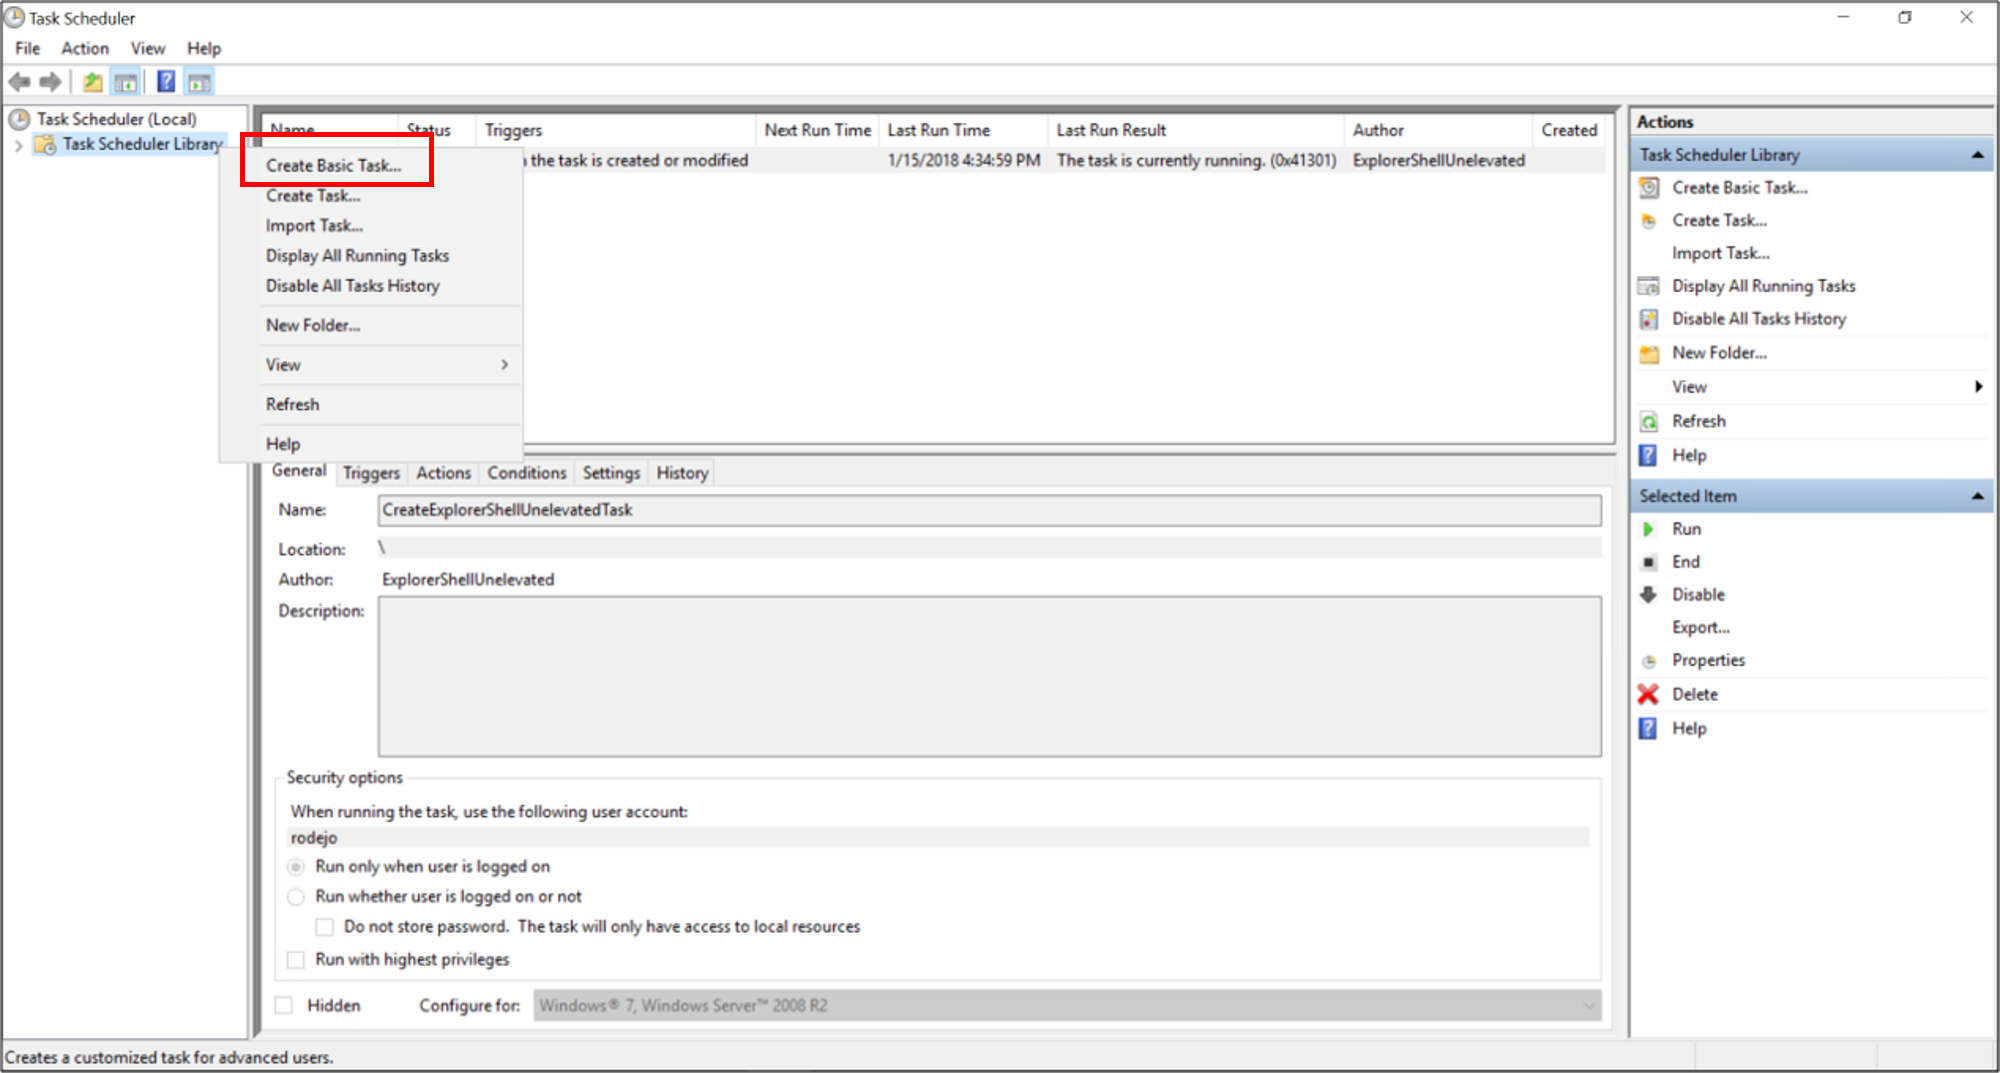 Task Scheduler
File Action View Help
Task Scheduler (Local)
Task Scheduler Library
Name Status Triggers Next Run Time Last Run Time Last Run Result Author Created
the task is created or modified 1/15/2018 4:34:59 PM The task is currently running. (0x41301) ExplorerShellUnelevated
Create Basic Task...
Create Task...
Import Task...
Display All Running Tasks
Disable All Tasks History
New Folder...
View
Refresh
Help
General Triggers Actions Conditions Settings History
Name: CreateExplorerShellUnelevatedTask
Location: \
Author: ExplorerShellUnelevated
Description:
Security options
When running the task, use the following user account:
rodejo
Run only when user is logged on
Run whether user is logged on or not
Do not store password. The task will only have access to local resources
Run with highest privileges
Hidden Configure for: Windows® 7, Windows Server™ 2008 R2
Actions
Task Scheduler Library
Create Basic Task...
Create Task...
Import Task...
Display All Running Tasks
Disable All Tasks History
New Folder...
View
Refresh
Help
Selected Item
Run
End
Disable
Export...
Properties
Delete
Help
Creates a customized task for advanced users.